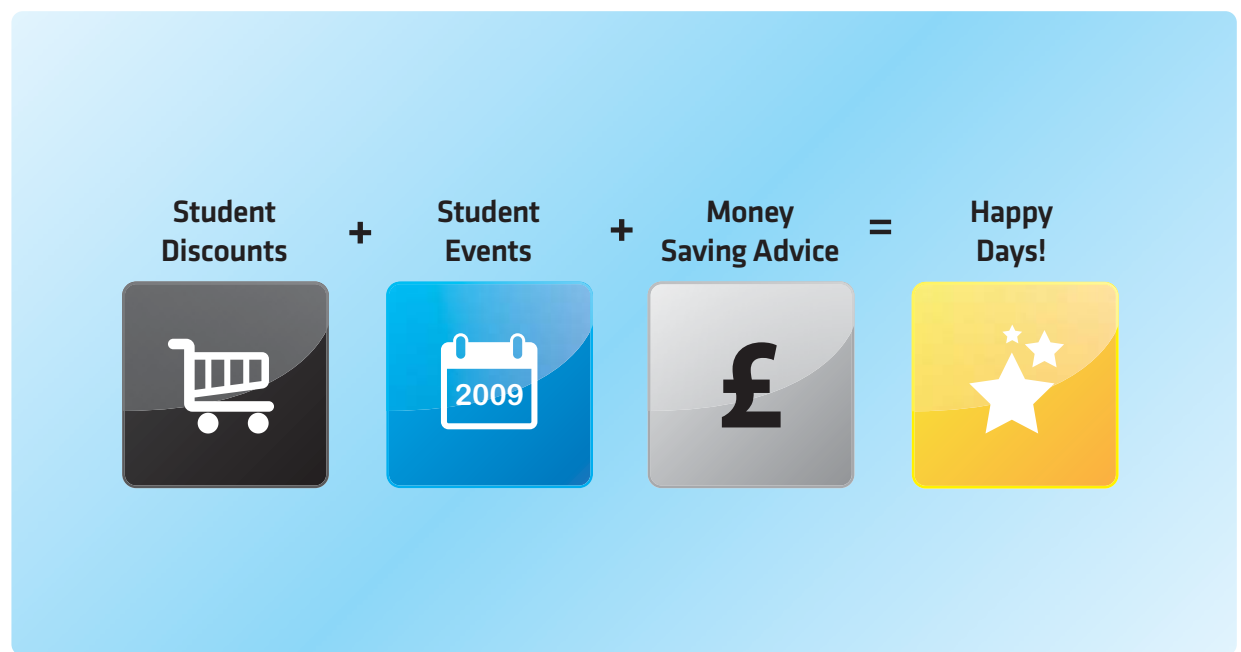 Student
Discounts
+
Student
Events
+
Money
Saving Advice
=
Happy
Days!
2009
£